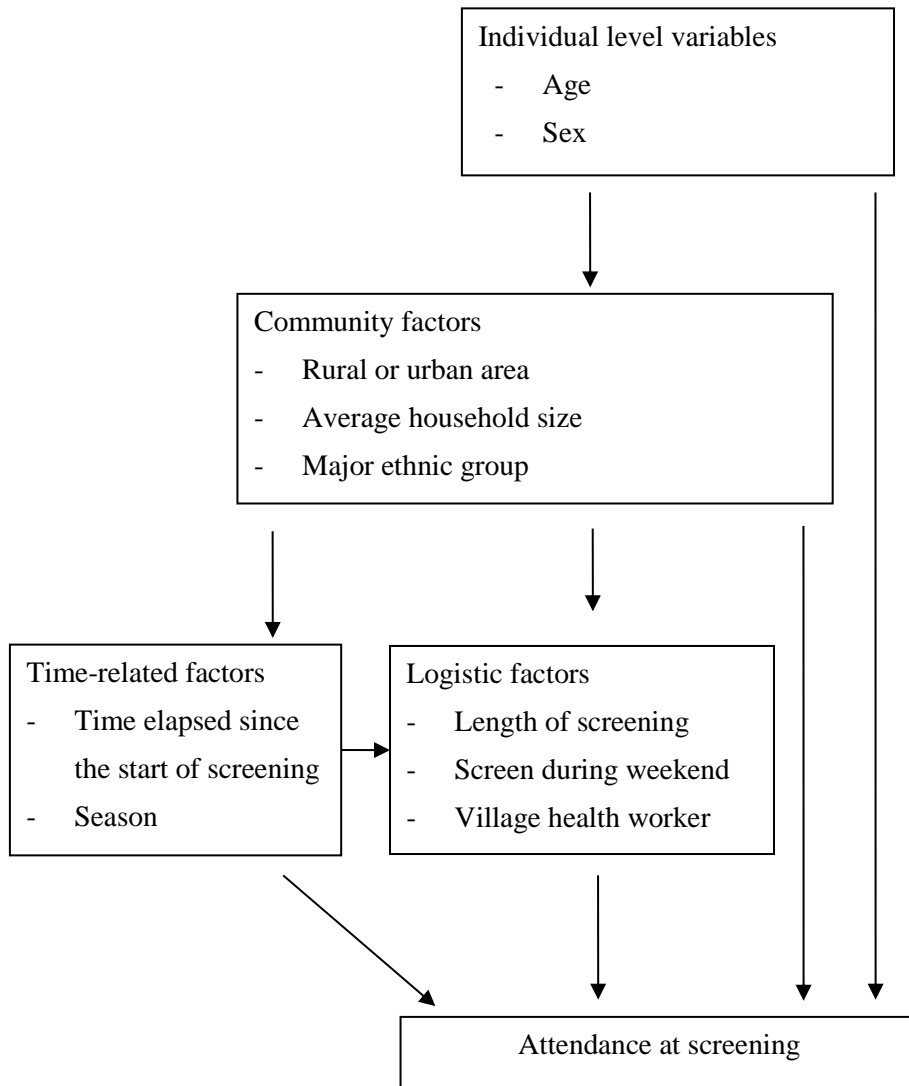 Individual level variables
- Age
- Sex
Community factors
- Rural or urban area
- Average household size
- Major ethnic group
Time-related factors
- Time elapsed since
the start of screening
- Season
Logistic factors
- Length of screening
- Screen during weekend
- Village health worker
Attendance at screening